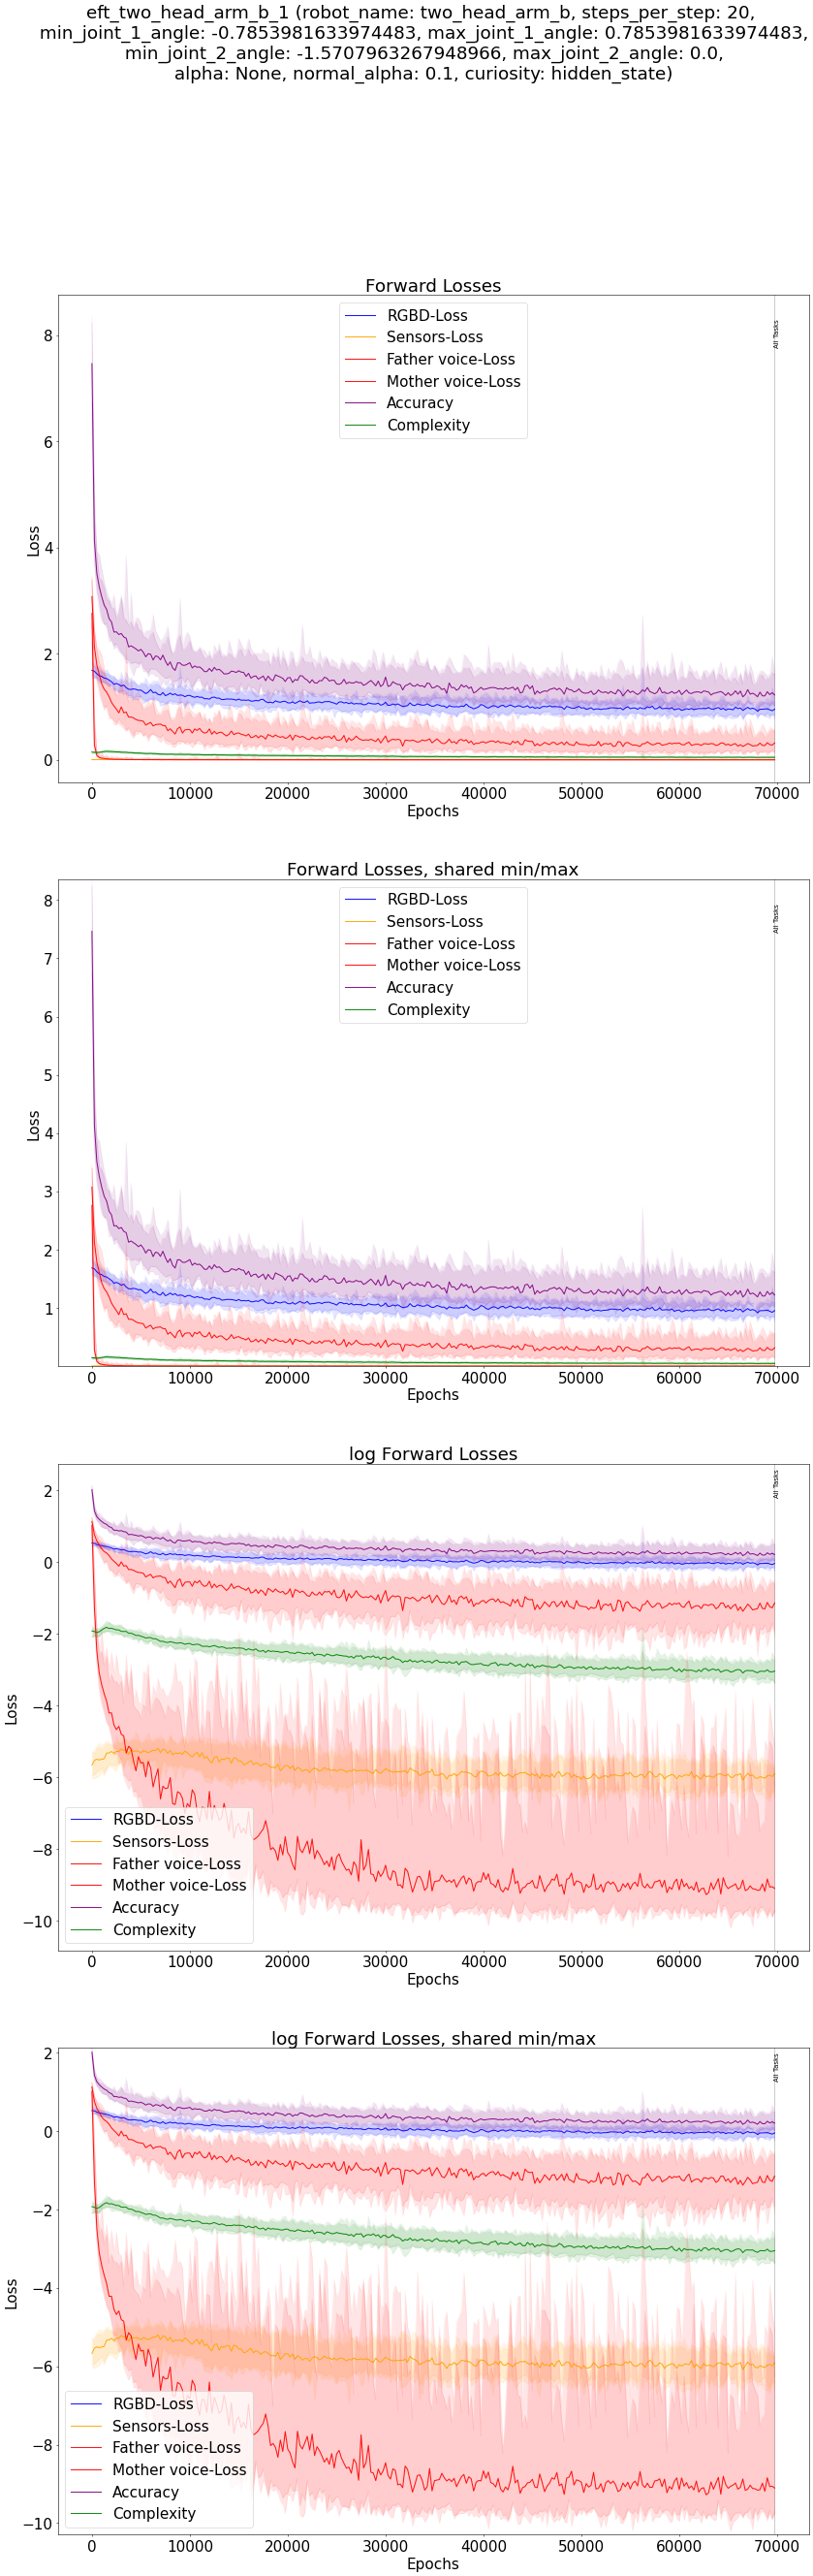 eft_two_head_arm_b_1 (robot_name: two_head_arm_b, steps_per_step: 20,
min_joint_1_angle: -0.7853981633974483, max_joint_1_angle: 0.7853981633974483,
min_joint_2_angle: -1.5707963267948966, max_joint_2_angle: 0.0,
alpha: None, normal_alpha: 0.1, curiosity: hidden_state)
Forward Losses
RGBD-Loss
Sensors-Loss
Father voice-Loss
Mother voice-Loss
Accuracy
Complexity
All Tasks
8
6
4
2
0
Loss
0 10000 20000 30000 40000 50000 60000 70000
Epochs
Forward Losses, shared min/max
RGBD-Loss
Sensors-Loss
Father voice-Loss
Mother voice-Loss
Accuracy
Complexity
All Tasks
8
7
6
5
4
3
2
1
Loss
0 10000 20000 30000 40000 50000 60000 70000
Epochs
log Forward Losses
All Tasks
2
0
−2
−4
−6
−8
−10
Loss
RGBD-Loss
Sensors-Loss
Father voice-Loss
Mother voice-Loss
Accuracy
Complexity
0 10000 20000 30000 40000 50000 60000 70000
Epochs
log Forward Losses, shared min/max
All Tasks
2
0
−2
−4
−6
−8
−10
Loss
RGBD-Loss
Sensors-Loss
Father voice-Loss
Mother voice-Loss
Accuracy
Complexity
0 10000 20000 30000 40000 50000 60000 70000
Epochs